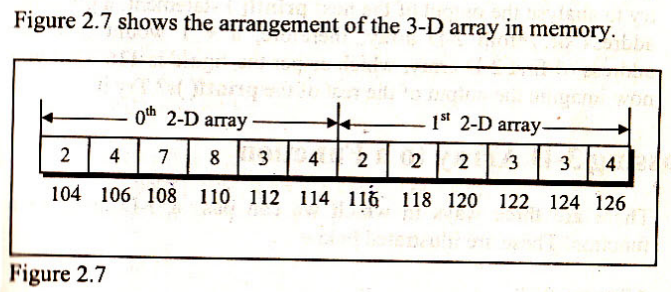 Figure 2.7 shows the arrangement of the 3-D array in memory.
0th 2-D array 1st 2-D array
2 4 7 8 3 4 2 2 2 3 3 4
104 106 108 110 112 114 116 118 120 122 124 126
Figure 2.7